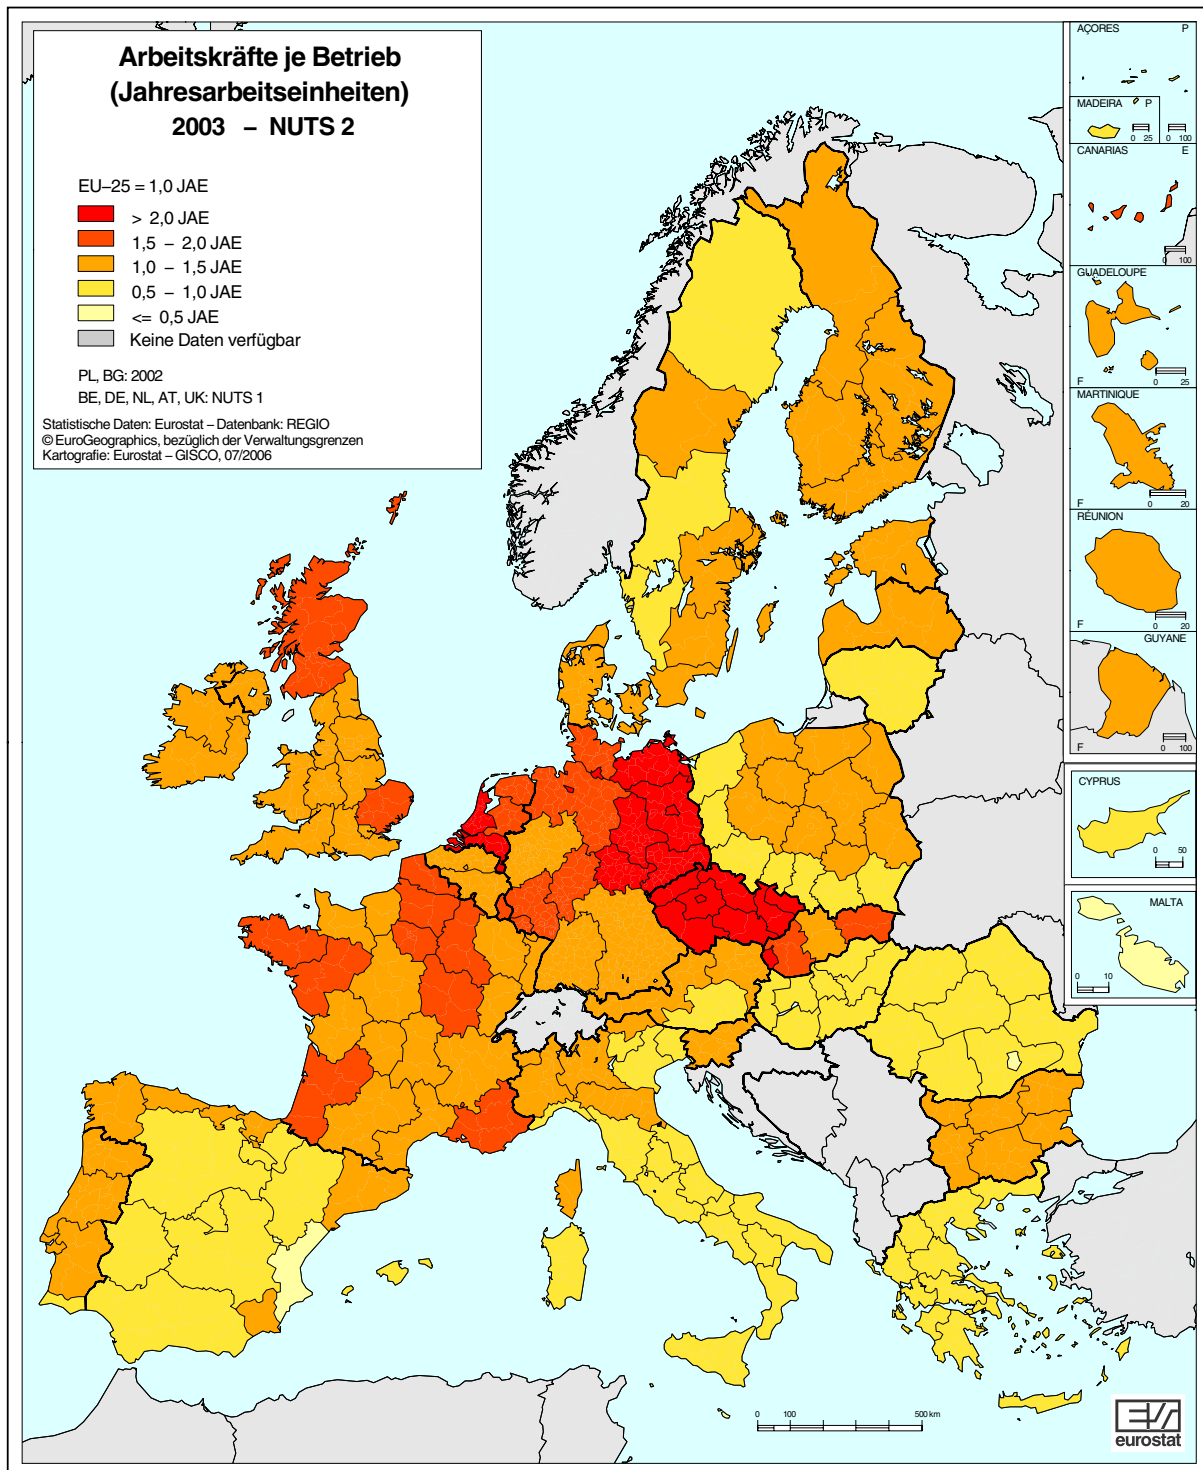 Arbeitskräfte je Betrieb
(Jahresarbeitseinheiten)
2003 – NUTS 2
EU–25 = 1,0 JAE
> 2,0 JAE
1,5 – 2,0 JAE
1,0 – 1,5 JAE
0,5 – 1,0 JAE
<= 0,5 JAE
Keine Daten verfügbar
PL, BG: 2002
BE, DE, NL, AT, UK: NUTS 1
Statistische Daten: Eurostat – Datenbank: REGIO
© EuroGeographics, bezüglich der Verwaltungsgrenzen
Kartografie: Eurostat – GISCO, 07/2006
AÇORES P
MADEIRA P
0 25
0 100
CANARIAS E
0 100
GUADELOUPE
F
0 25
MARTINIQUE
F
0 20
RÉUNION
F
0 20
GUYANE
F
0 100
CYPRUS
0 50
MALTA
0 10
0 100 500 km
eurostat